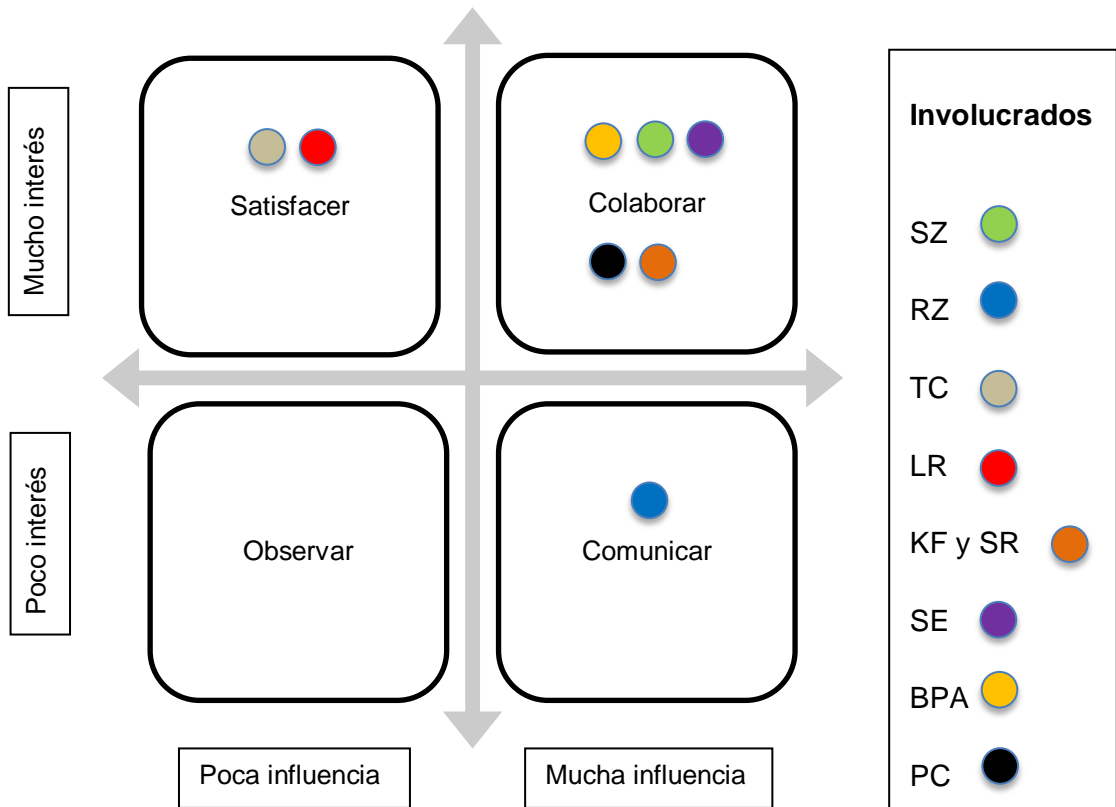 Mucho interés
Satisfacer
Colaborar
Poco interés
Observar
Comunicar
Poca influencia
Mucha influencia
Involucrados
SZ
RZ
TC
LR
KF y SR
SE
BPA
PC